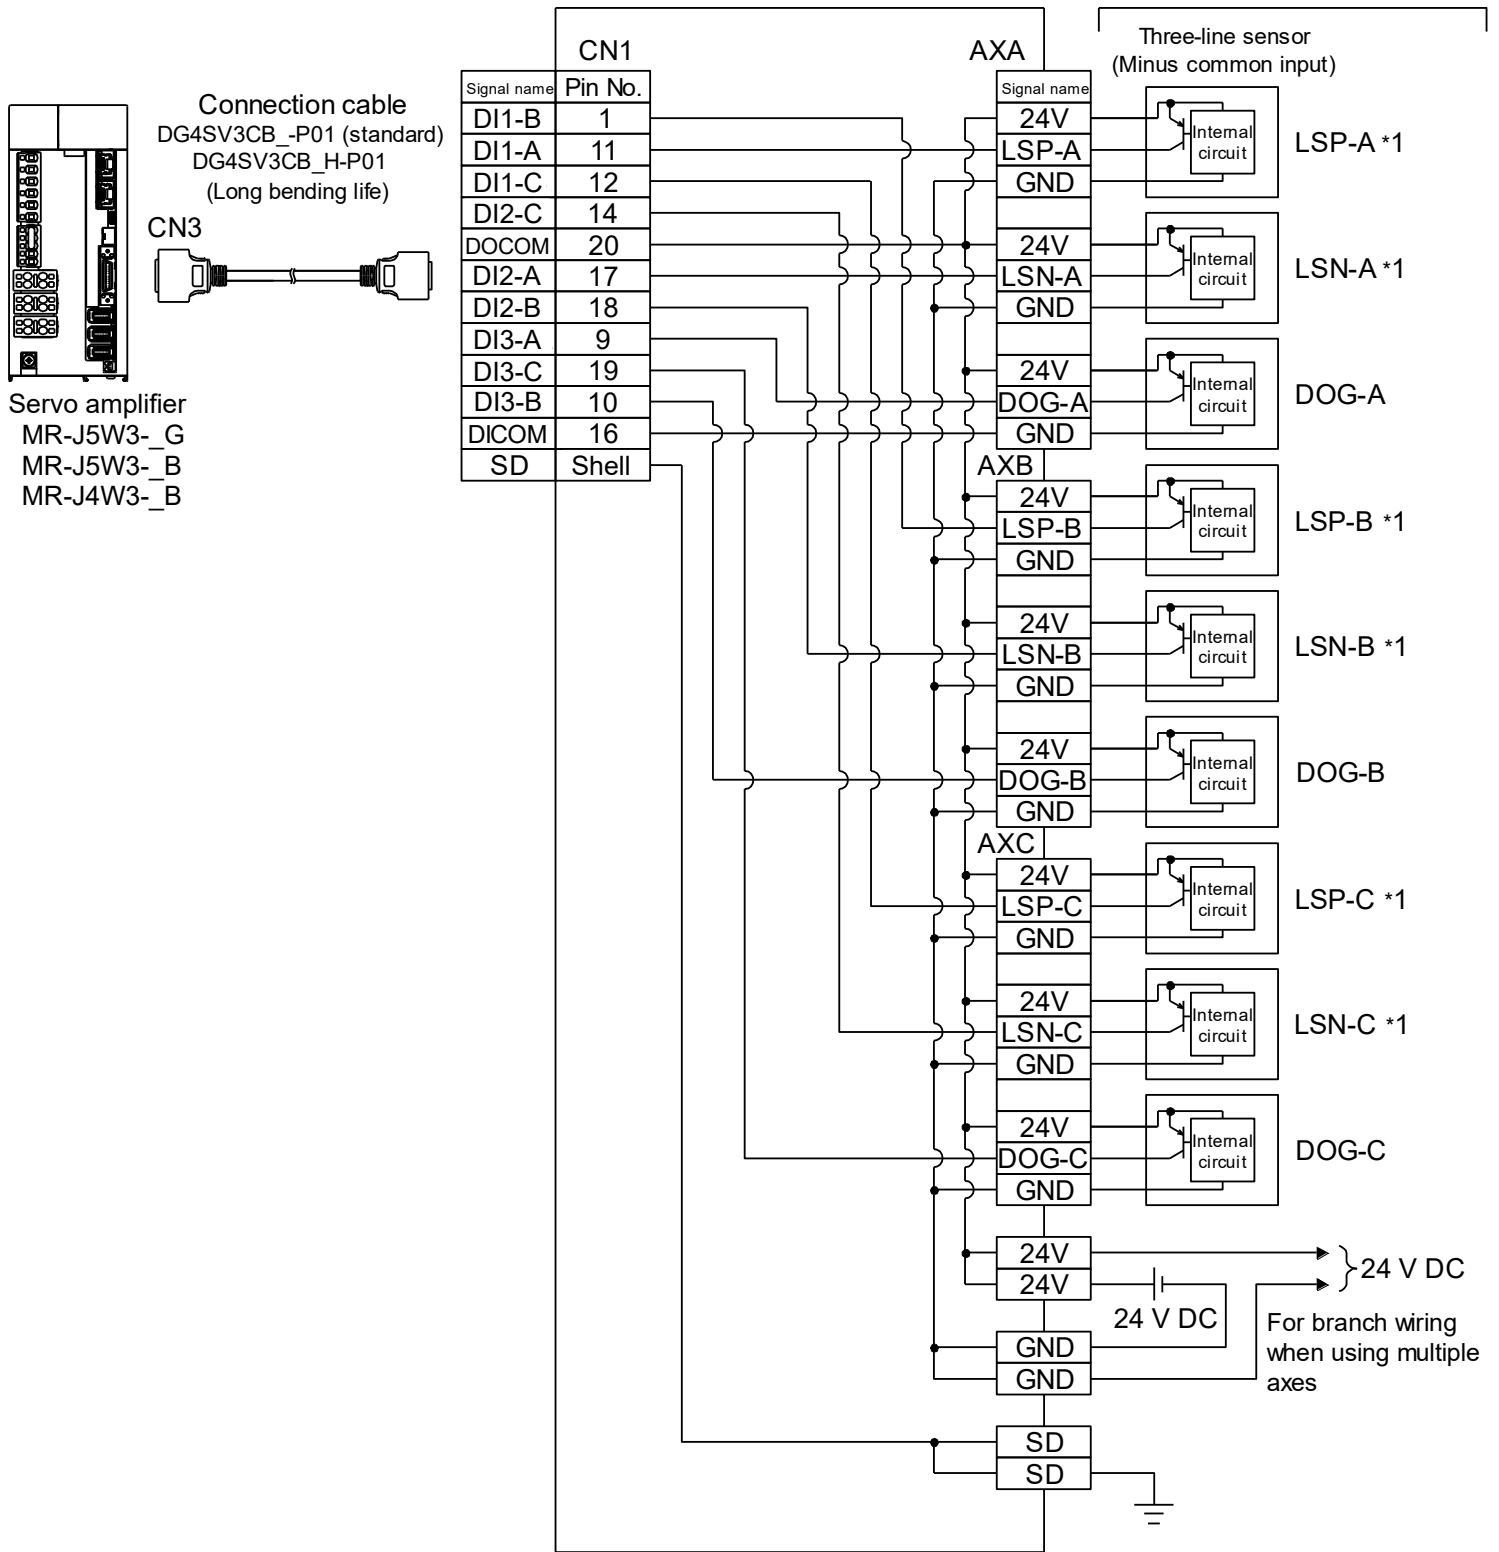 Connection cable
DG4SV3CB_-P01 (standard)
DG4SV3CB_H-P01
(Long bending life)
CN3
Servo amplifier
MR-J5W3-_G
MR-J5W3-_B
MR-J4W3-_B
CN1
Signal name Pin No.
DI1-B 1
DI1-A 11
DI1-C 12
DI2-C 14
DOCOM 20
DI2-A 17
DI2-B 18
DI3-A 9
DI3-C 19
DI3-B 10
DICOM 16
SD Shell
AXA
Signal name
24V
LSP-A
GND
24V
LSN-A
GND
24V
DOG-A
GND
AXB
24V
LSP-B
GND
24V
LSN-B
GND
24V
DOG-B
GND
AXC
24V
LSP-C
GND
24V
LSN-C
GND
24V
DOG-C
GND
24V
24V
GND
GND
SD
SD
Three-line sensor
(Minus common input)
Internal
circuit
LSP-A *1
Internal
circuit
LSN-A *1
Internal
circuit
DOG-A
Internal
circuit
LSP-B *1
Internal
circuit
LSN-B *1
Internal
circuit
DOG-B
Internal
circuit
LSP-C *1
Internal
circuit
LSN-C *1
Internal
circuit
DOG-C
24 V DC
24 V DC
For branch wiring
when using multiple
axes